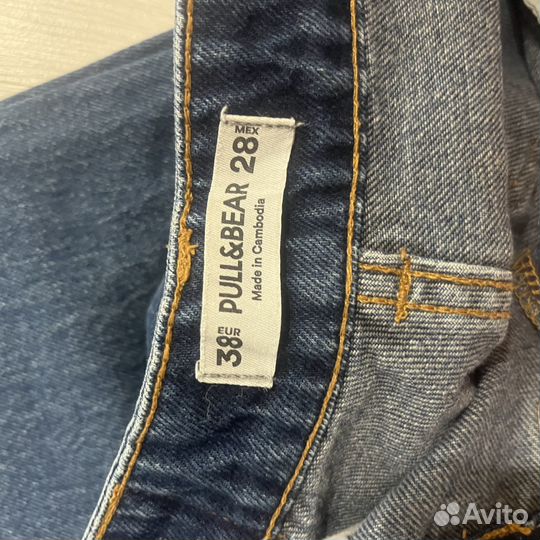 EUR
38
PULL&BEAR
Made in Cambodia
MEX
28
Avito